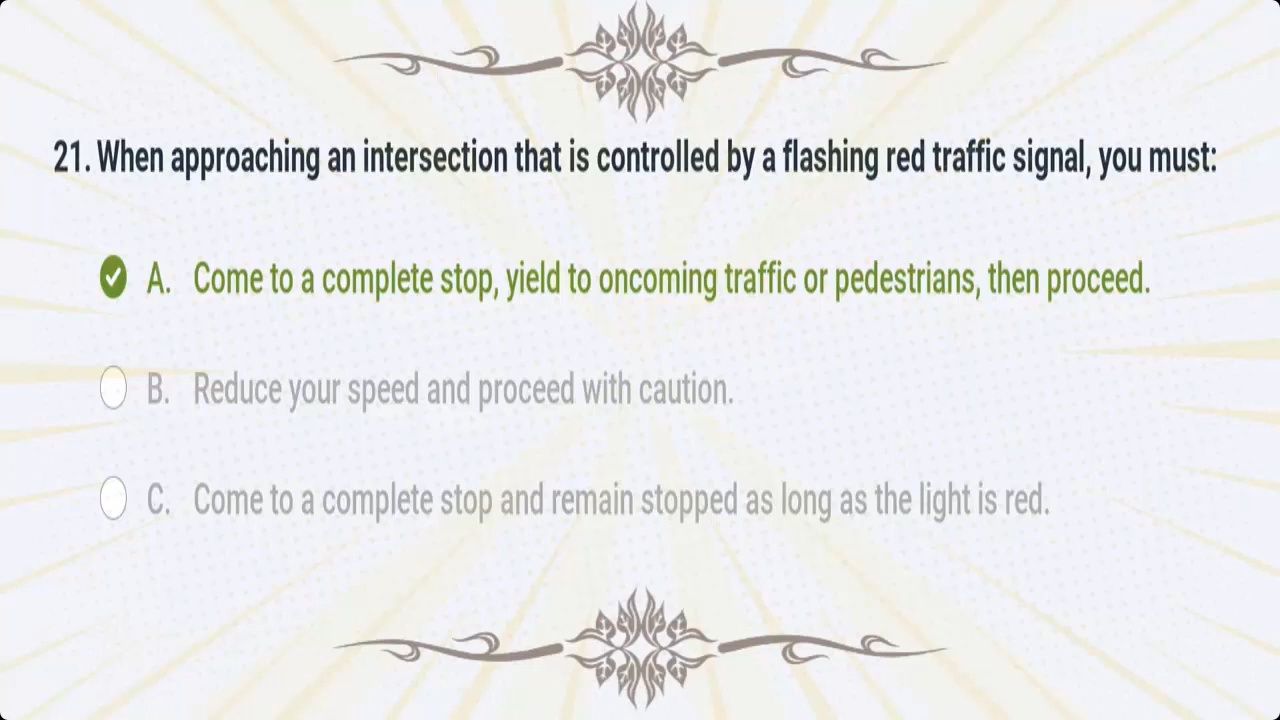 21. When approaching an intersection that is controlled by a flashing red traffic signal, you must:
A. Come to a complete stop, yield to oncoming traffic or pedestrians, then proceed.
B. Reduce your speed and proceed with caution.
C. Come to a complete stop and remain stopped as long as the light is red.